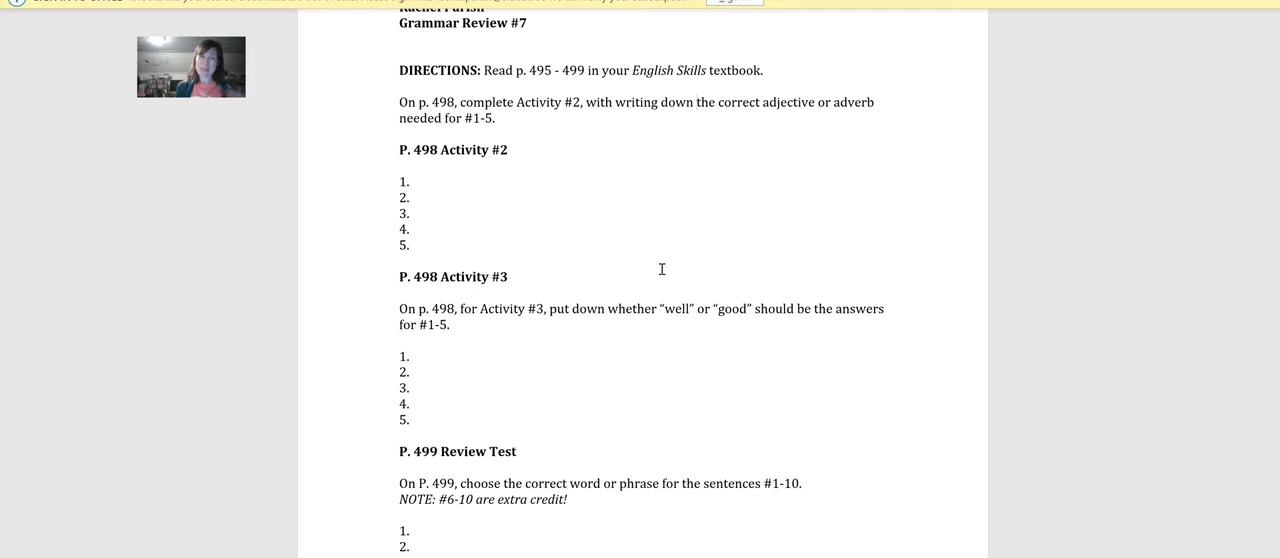 Rachel Parish
Grammar Review #7
DIRECTIONS: Read p. 495 - 499 in your English Skills textbook.
On p. 498, complete Activity #2, with writing down the correct adjective or adverb
needed for #1-5.
P. 498 Activity #2
1.
2.
3.
4.
5.
P. 498 Activity #3
On p. 498, for Activity #3, put down whether “well” or “good” should be the answers
for #1-5.
1.
2.
3.
4.
5.
P. 499 Review Test
On P. 499, choose the correct word or phrase for the sentences #1-10.
NOTE: #6-10 are extra credit!
1.
2.